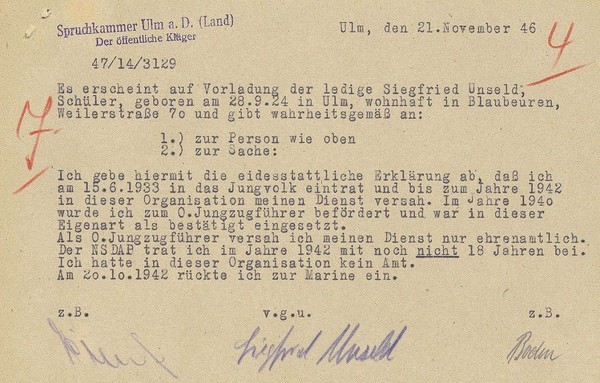 Spruchkammer Ulm a. D. (Land)
Der öffentliche Kläger
Ulm, den 21.November 46
4
47/14/3129
7
Es erscheint auf Vorladung der ledige Siegfried Unseld,
Schüler, geboren am 28.9.24 in Ulm, wohnhaft in Blaubeuren,
Weilerstraße 7o und gibt wahrheitsgemäß an:
1.) zur Person wie oben
2.) zur Sache:
Ich gebe hiermit die eidesstattliche Erklärung ab, daß ich
am 15.6.1933 in das Jungvolk eintrat und bis zum Jahre 1942
in dieser Organisation meinen Dienst versah. Im Jahre 194o
wurde ich zum O.Jungzugführer befördert und war in dieser
Eigenart als bestätigt eingesetzt.
Als O.Jungzugführer versah ich meinen Dienst nur ehrenamtlich.
Der NSDAP trat ich im Jahre 1942 mit noch nicht 18 Jahren bei.
Ich hatte in dieser Organisation kein Amt.
Am 2o.1o.1942 rückte ich zur Marine ein.
z.B. v.g.u. z.B.
Siegfried Unseld